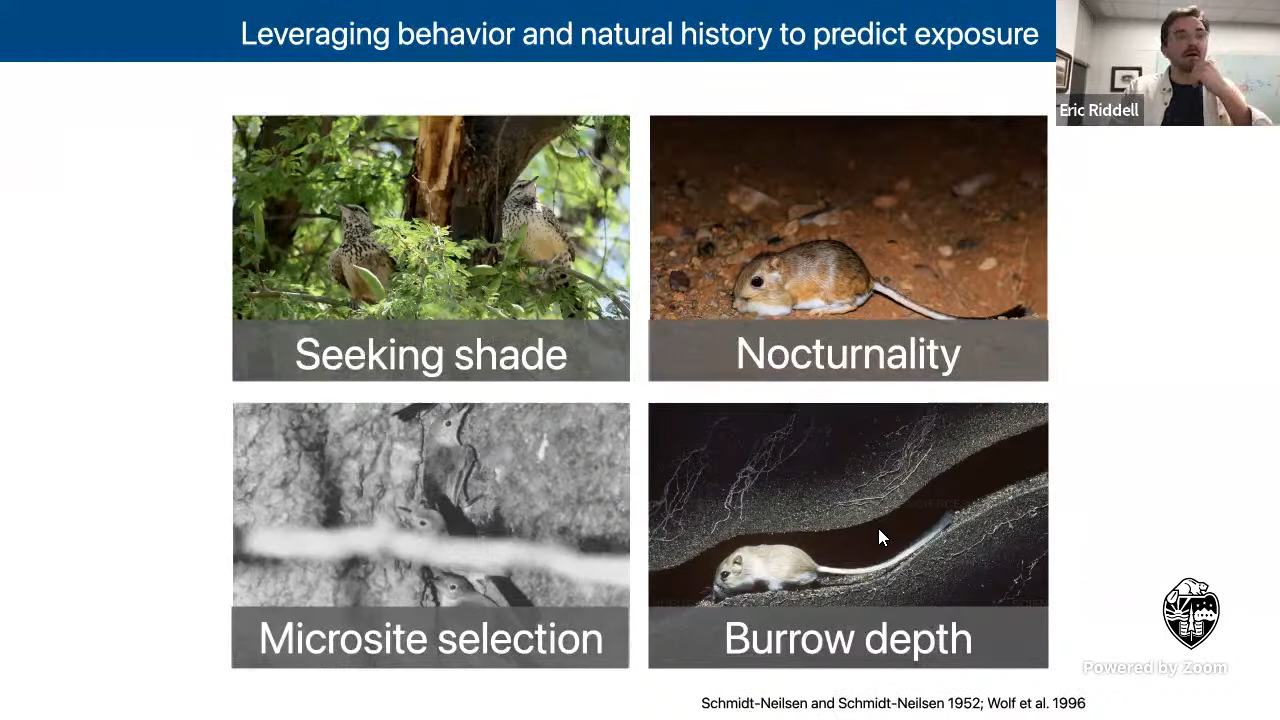 Leveraging behavior and natural history to predict exposure
Eric Riddell
Seeking shade
Nocturnality
Microsite selection
Burrow depth
Powered by Zoom
Schmidt-Neilsen and Schmidt-Neilsen 1952; Wolf et al. 1996